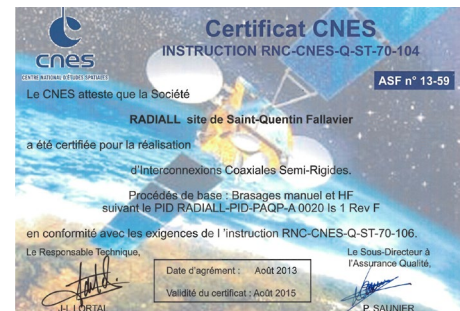 Certificat CNES
INSTRUCTION RNC-CNES-Q-ST-70-104
cnes
CENTRE NATIONAL D'ÉTUDES SPATIALES
ASF n° 13-59
Le CNES atteste que la Société
RADIALL site de Saint-Quentin Fallavier
a été certifiée pour la réalisation
d'Interconnexions Coaxiales Semi-Rigides.
Procédés de base : Brasages manuel et HF
suivant le PID RADIALL-PID-PAQP-A 0020 Is 1 Rev F
en conformité avec les exigences de l 'instruction RNC-CNES-Q-ST-70-106.
Le Responsable Technique,
Le Sous-Directeur à
l'Assurance Qualité,
Date d'agrément : Août 2013
Validité du certificat : Août 2015
J-L LORTAL
P. SAUNIER